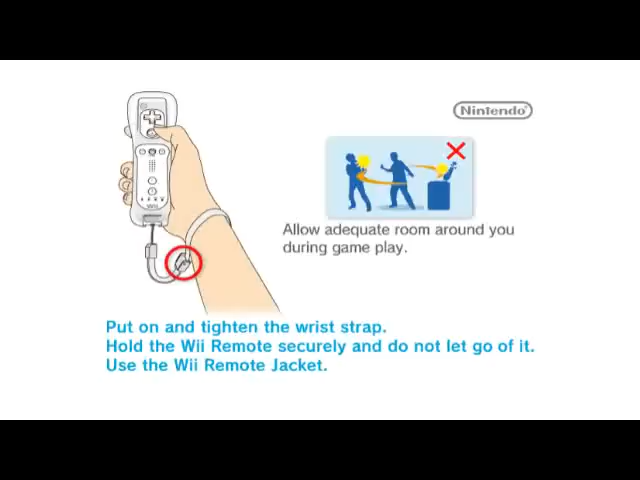 Nintendo
Allow adequate room around you
during game play.
Wii
Put on and tighten the wrist strap.
Hold the Wii Remote securely and do not let go of it.
Use the Wii Remote Jacket.